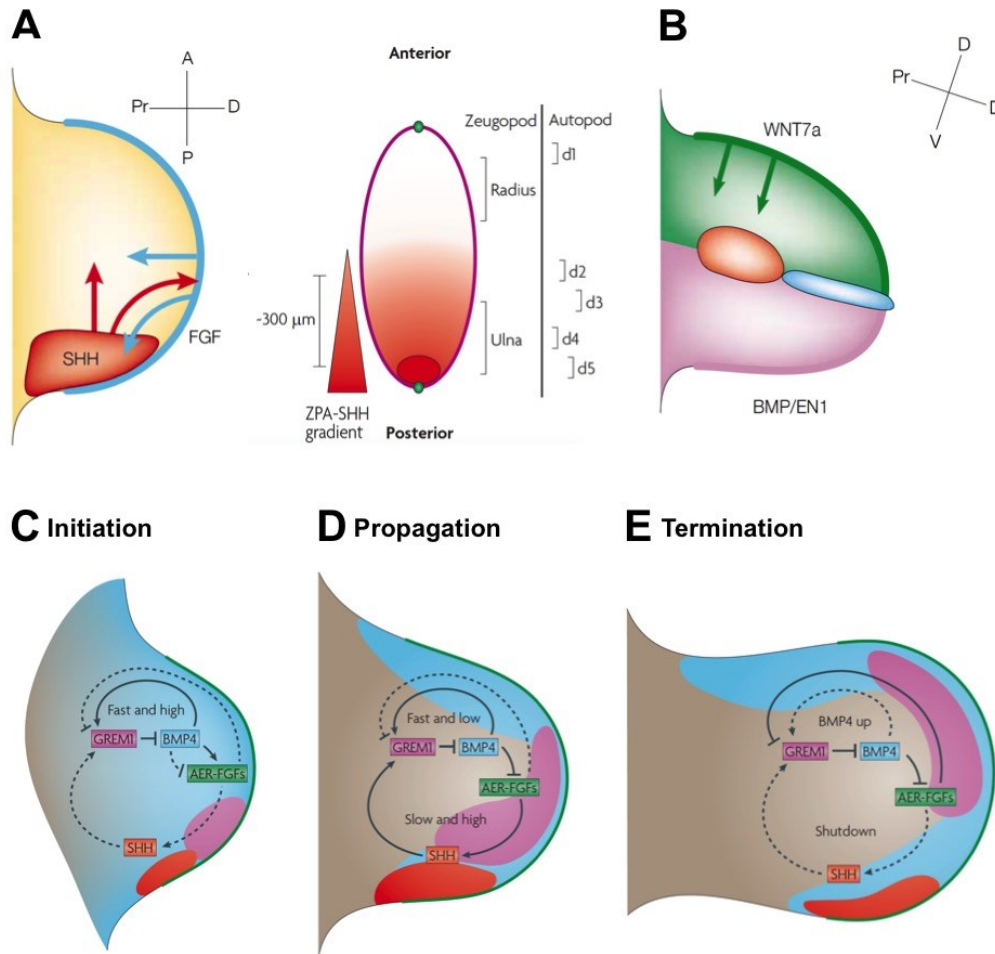 A
A
Pr
D
P
SHH
FGF
Anterior
Zeugopod
Autopod
d1
Radius
d2
d3
-300 μm
Ulna
d4
d5
ZPA-SHH
gradient
Posterior
B
D
Pr
D
V
WNT7a
BMP/EN1
C Initiation
Fast and high
GREM1
BMP4
AER-FGFs
SHH
D Propagation
Fast and low
GREM1
BMP4
AER-FGFs
Slow and high
SHH
E Termination
BMP4 up
GREM1
BMP4
AER-FGFs
Shutdown
SHH